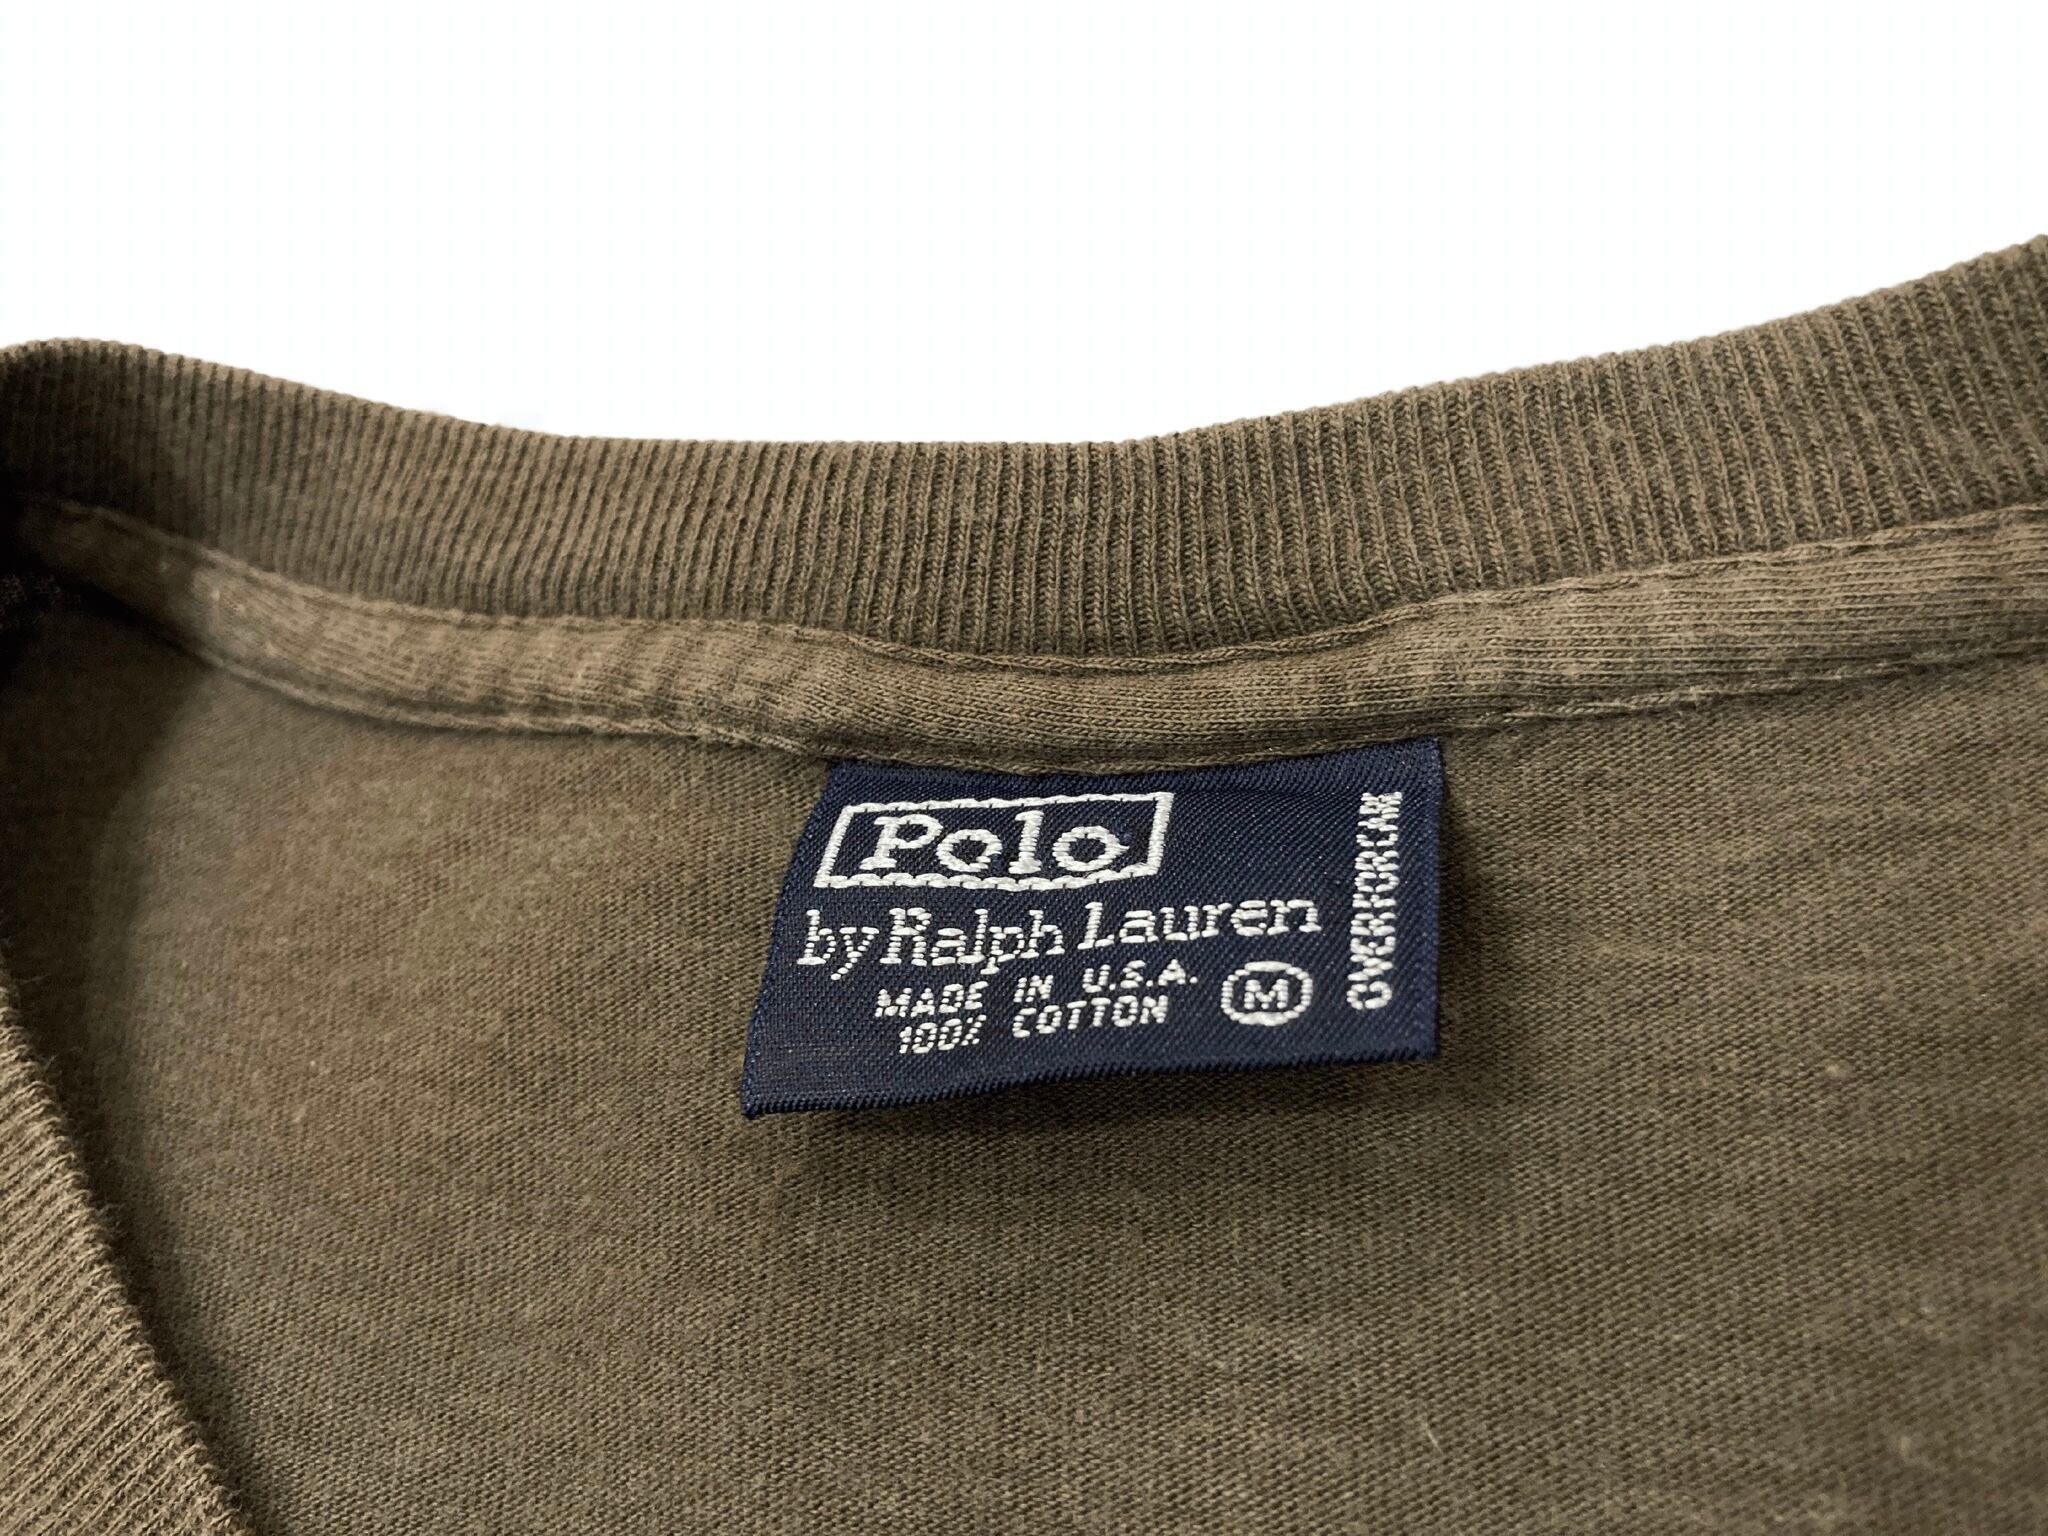 Polo
by Ralph Lauren
MADE IN U.S.A.
100% COTTON
M
OVER FOR CARE